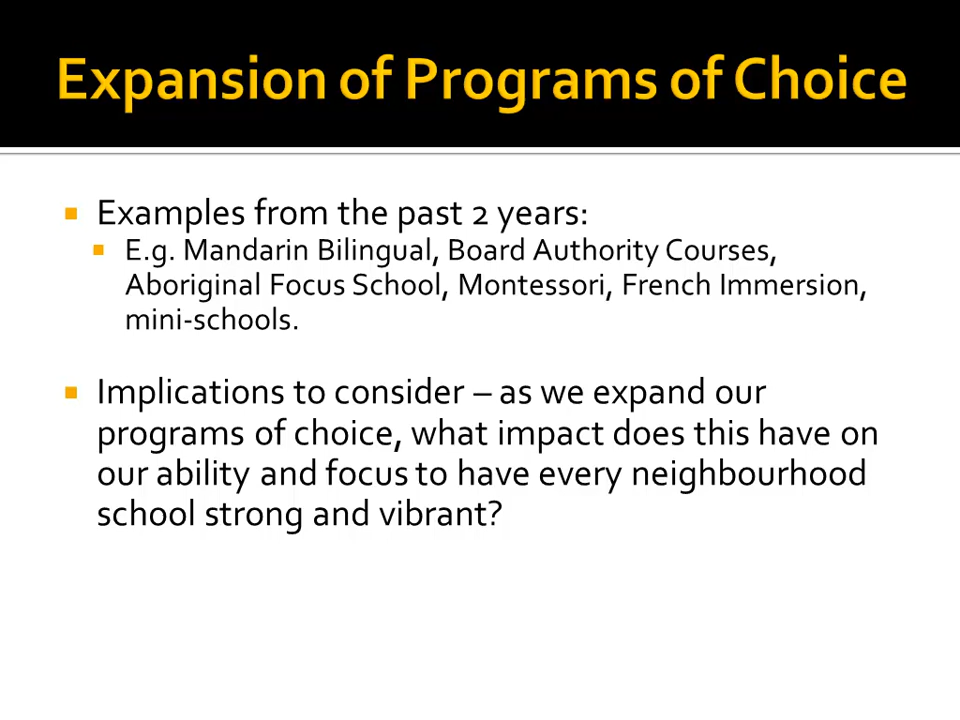 Expansion of Programs of Choice
Examples from the past 2 years:
E.g. Mandarin Bilingual, Board Authority Courses,
Aboriginal Focus School, Montessori, French Immersion,
mini-schools.
Implications to consider – as we expand our
programs of choice, what impact does this have on
our ability and focus to have every neighbourhood
school strong and vibrant?